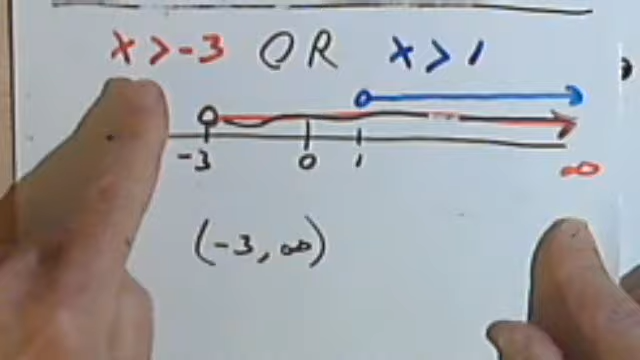 x > -3 OR x > 1
-3 0 1 ∞
(-3, ∞)